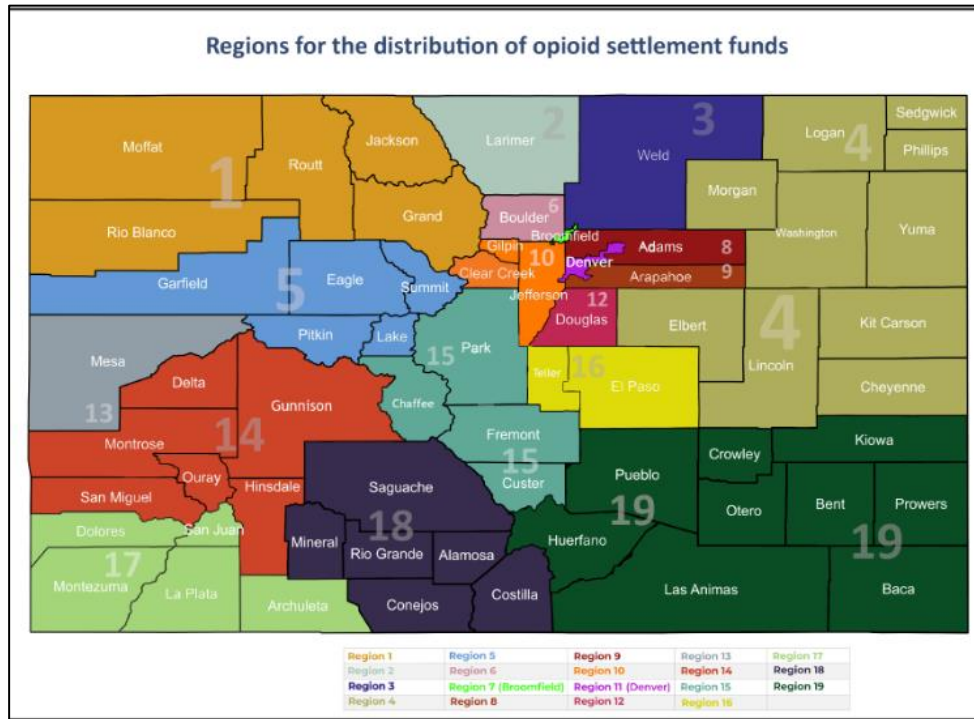 Regions for the distribution of opioid settlement funds
Moffat
Routt
Jackson
Larimer
2
Weld
3
Logan
4
Sedgwick
Phillips
1
Morgan
Washington
Yuma
Rio Blanco
Grand
Boulder
6
Broomfield
Gilpin
10
Adams
8
Denver
Clear Creek
Arapahoe
9
Garfield
5
Eagle
Summit
Jefferson
Douglas
12
Elbert
4
Kit Carson
Lincoln
Cheyenne
Mesa
13
Pitkin
Lake
Park
15
Teller
16
El Paso
Delta
Gunnison
Chaffee
Montrose
14
Fremont
15
Custer
Pueblo
19
Crowley
Kiowa
Ouray
San Miguel
Hinsdale
Saguache
18
Otero
Bent
Prowers
19
Dolores
San Juan
Mineral
Rio Grande
Alamosa
Huerfano
17
Montezuma
La Plata
Archuleta
Conejos
Costilla
Las Animas
Baca
Region 1 Region 5 Region 9 Region 13 Region 17
Region 2 Region 6 Region 10 Region 14 Region 18
Region 3 Region 7 (Broomfield) Region 11 (Denver) Region 15 Region 19
Region 4 Region 8 Region 12 Region 16